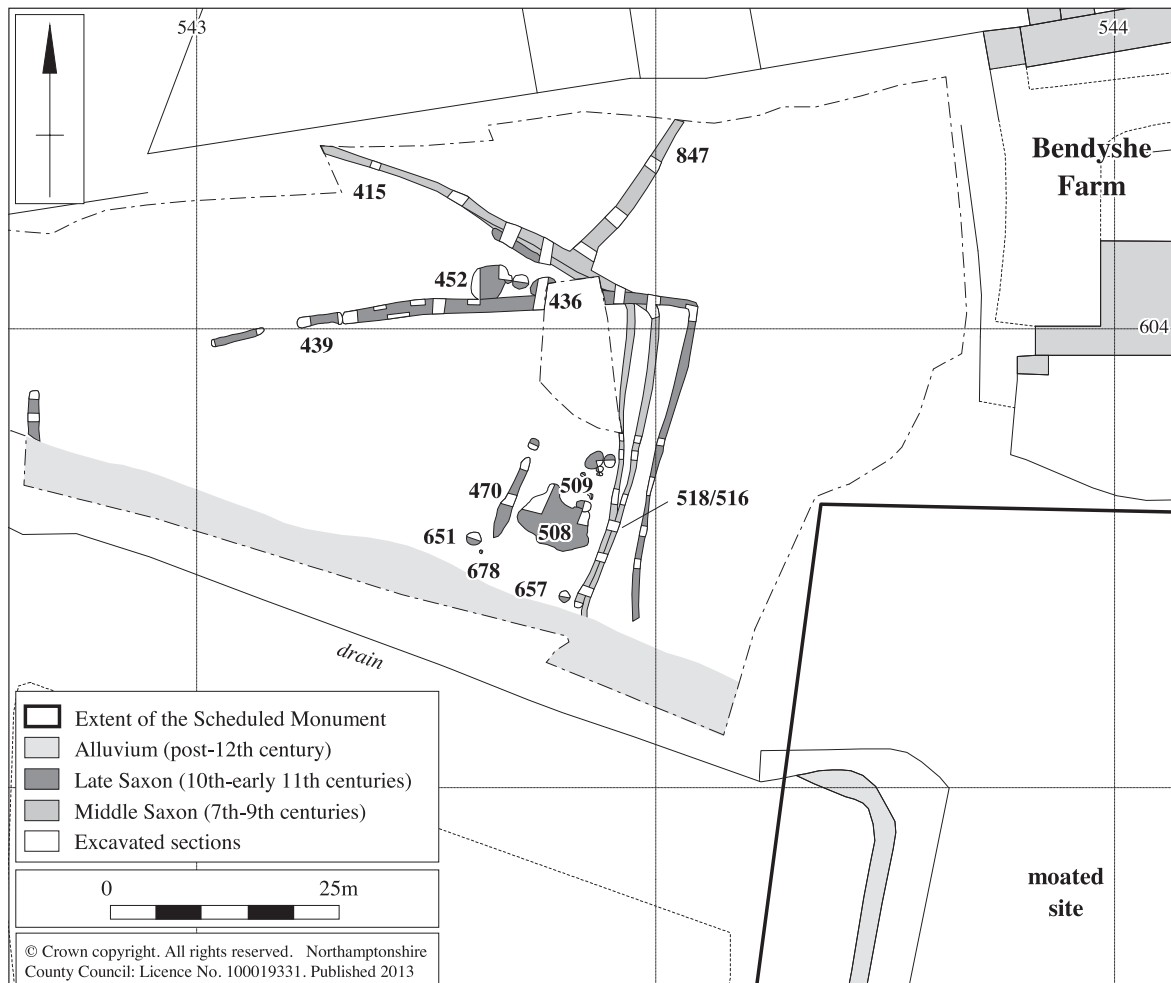 543
544
847
Bendyshe
Farm
415
452
436
604
439
470
509
518/516
508
651
678
657
drain
Extent of the Scheduled Monument
Alluvium (post-12th century)
Late Saxon (10th-early 11th centuries)
Middle Saxon (7th-9th centuries)
Excavated sections
moated
site
0 25m
© Crown copyright. All rights reserved. Northamptonshire
County Council: Licence No. 100019331. Published 2013